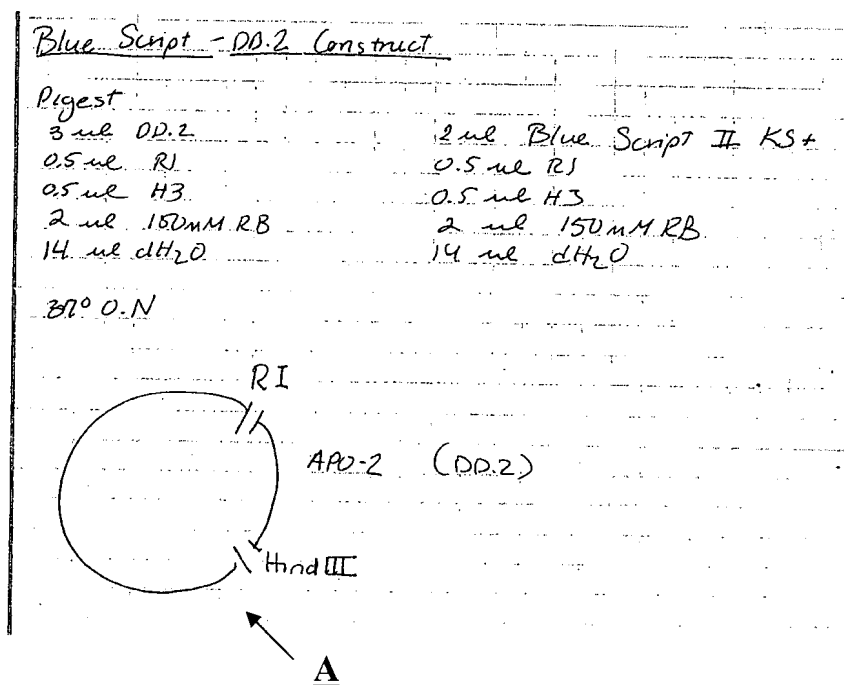 Blue Script - DD.2 Construct
Digest
3 ul DD.2 2 ul Blue Script II KS+
0.5 ul RI 0.5 ul RI
0.5 ul H3 0.5 ul H3
2 ul 150mM RB 2 ul 150mM RB
14 ul dH2O 14 ul dH2O
37° O.N
RI
APO-2 (DD.2)
Hind III
A